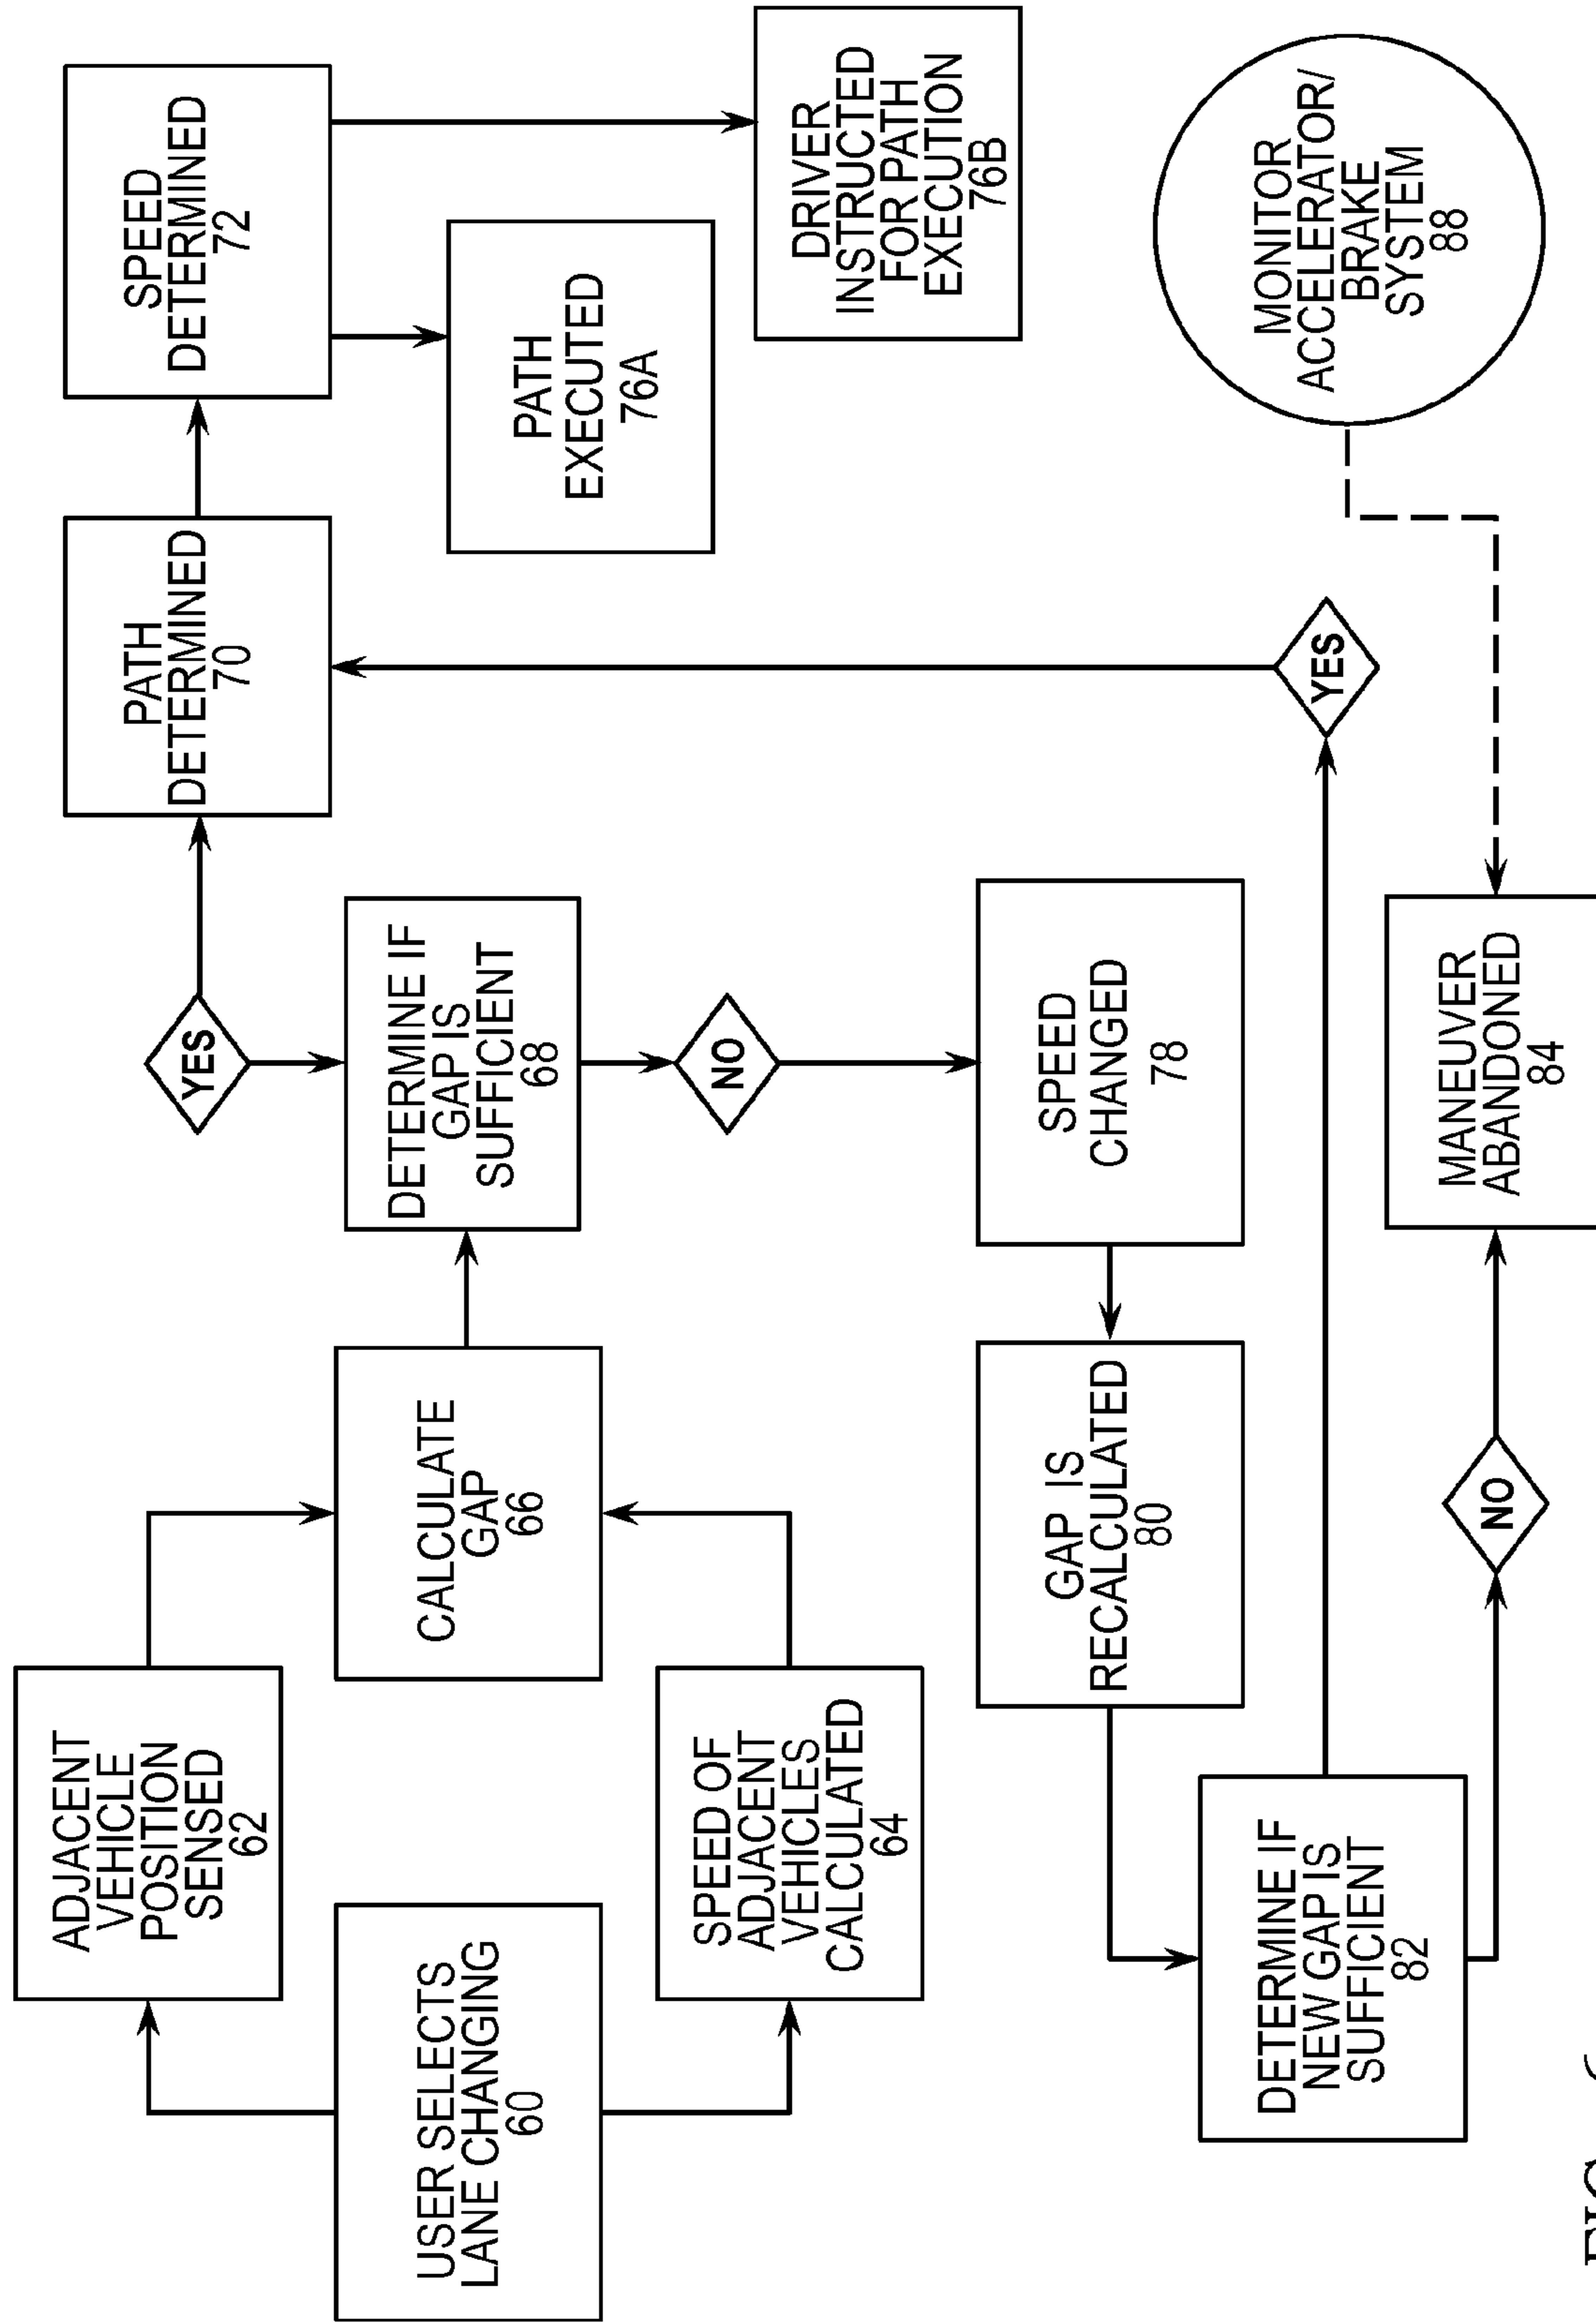 USER SELECTS
LANE CHANGING
60
ADJACENT
VEHICLE
POSITION
SENSED
62
SPEED OF
ADJACENT
VEHICLES
CALCULATED
64
CALCULATE
GAP
66
DETERMINE IF
GAP IS
SUFFICIENT
68
YES
NO
PATH
DETERMINED
70
SPEED
DETERMINED
72
PATH
EXECUTED
76A
DRIVER
INSTRUCTED
FOR PATH
EXECUTION
76B
SPEED
CHANGED
78
GAP IS
RECALCULATED
80
DETERMINE IF
NEW GAP IS
SUFFICIENT
82
YES
NO
MANEUVER
ABANDONED
84
MONITOR
ACCELERATOR/
BRAKE
SYSTEM
88